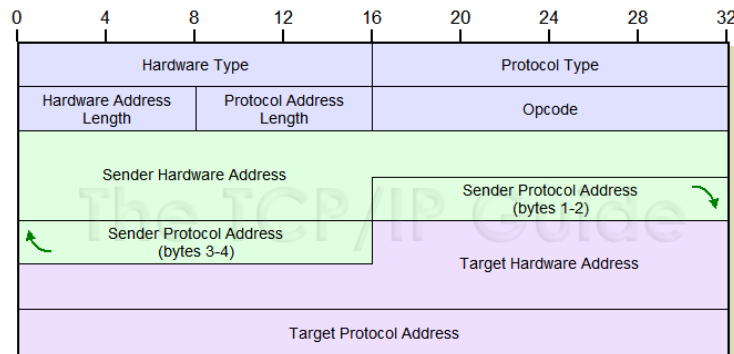 0 4 8 12 16 20 24 28 32
Hardware Type Protocol Type
Hardware Address
Length
Protocol Address
Length
Opcode
Sender Hardware Address
Sender Protocol Address
(bytes 1-2)
The TCP/IP Guide
Sender Protocol Address
(bytes 3-4)
Target Hardware Address
Target Protocol Address